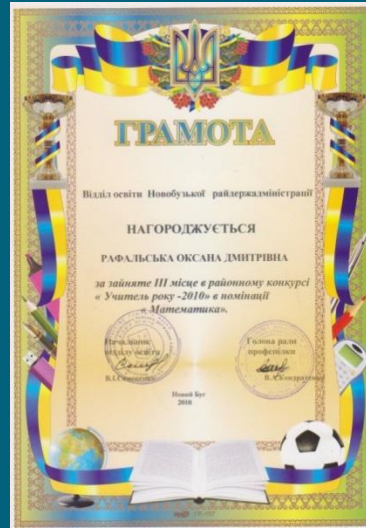 ГРАМОТА
Відділ освіти Новобузької райдержадміністрації
НАГОРОДЖУЄТЬСЯ
РАФАЛЬСЬКА ОКСАНА ДМИТРІВНА
за зайняте III місце в районному конкурсі
« Учитель року -2010» в номінації
« Математика».
Начальник
відділу освіти
Голова ради
профспілки
Новий Буг
2010